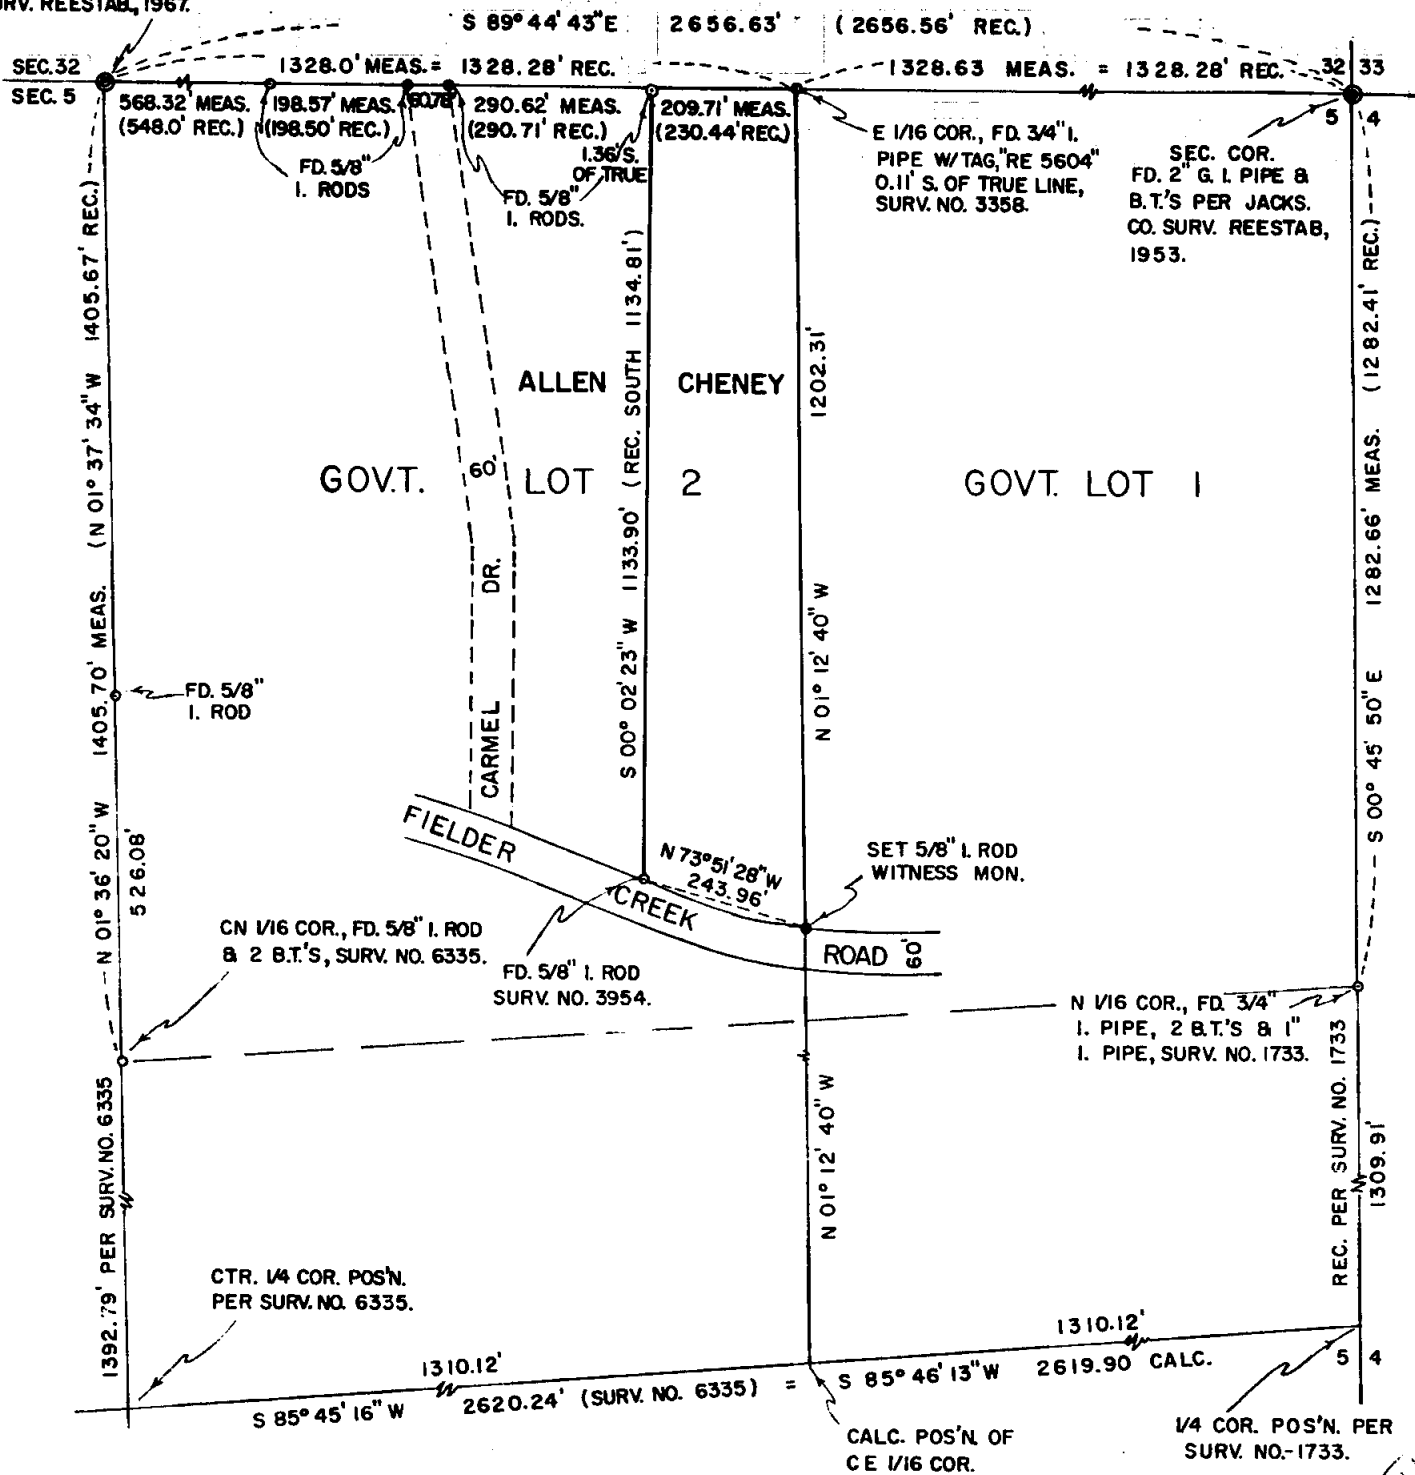 SURV. REESTAB., 1967.
S 89° 44' 43" E 2656.63' (2656.56' REC.)
SEC. 32
SEC. 5
1328.0' MEAS. = 1328.28' REC.
1328.63 MEAS. = 1328.28' REC.
32 33
5 4
568.32' MEAS.
(548.0' REC.)
198.57' MEAS.
(198.50' REC.)
60.78'
290.62' MEAS.
(290.71' REC.)
209.71' MEAS.
(230.44' REC.)
FD. 5/8"
I. RODS
1.36' S.
OF TRUE
FD. 5/8"
I. RODS.
E 1/16 COR., FD. 3/4" I.
PIPE W/ TAG, "RE 5604"
0.11' S. OF TRUE LINE,
SURV. NO. 3358.
SEC. COR.
FD. 2" G. I. PIPE &
B.T.'S PER JACKS.
CO. SURV. REESTAB,
1953.
N 01° 36' 20" W 1405.70' MEAS. (N 01° 37' 34" W 1405.67' REC.)
526.08'
FD. 5/8"
I. ROD
ALLEN
CHENEY
GOV.T. LOT 2
GOVT. LOT 1
60'
CARMEL DR.
S 00° 02' 23" W 1133.90' (REC. SOUTH 1134.81')
1202.31'
N 01° 12' 40" W
S 00° 45' 50" E 1282.66' MEAS. (1282.41' REC.)
FIELDER CREEK ROAD 60'
N 73° 51' 28" W
243.96'
SET 5/8" I. ROD
WITNESS MON.
CN 1/16 COR., FD. 5/8" I. ROD
& 2 B.T.'S, SURV. NO. 6335.
FD. 5/8" I. ROD
SURV. NO. 3954.
N 1/16 COR., FD. 3/4"
I. PIPE, 2 B.T.'S & 1"
I. PIPE, SURV. NO. 1733.
1392.79' PER SURV. NO. 6335
N 01° 12' 40" W
REC. PER SURV. NO. 1733
1309.91'
CTR. 1/4 COR. POS'N.
PER SURV. NO. 6335.
1310.12'
1310.12'
S 85° 45' 16" W 2620.24' (SURV. NO. 6335) = S 85° 46' 13" W 2619.90 CALC.
5 4
CALC. POS'N. OF
C E 1/16 COR.
1/4 COR. POS'N. PER
SURV. NO.-1733.